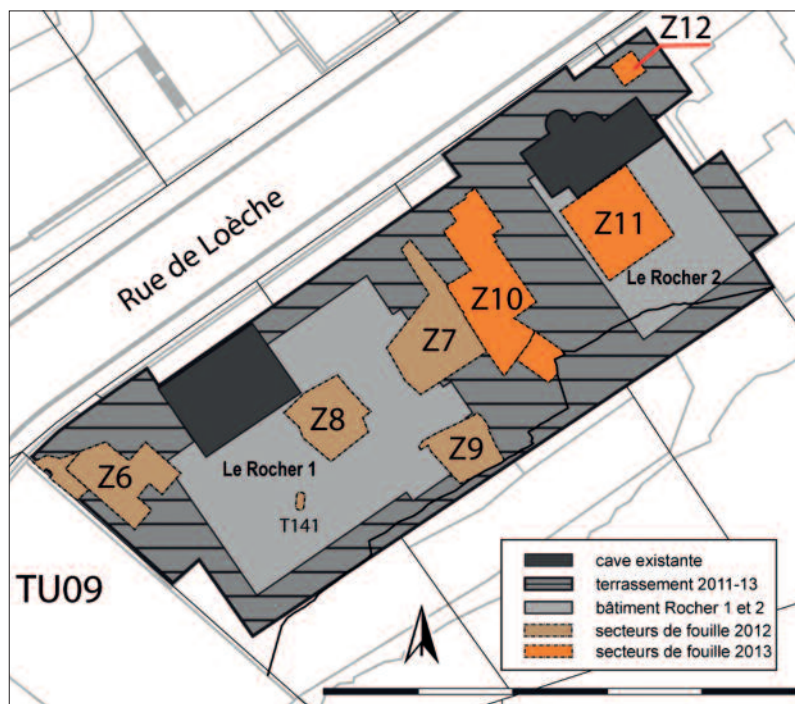 Z12
Rue de Loèche
Z11
Le Rocher 2
Z10
Z7
Z8
Z9
Le Rocher 1
Z6
T141
TU09
cave existante
terrassement 2011-13
bâtiment Rocher 1 et 2
secteurs de fouille 2012
secteurs de fouille 2013